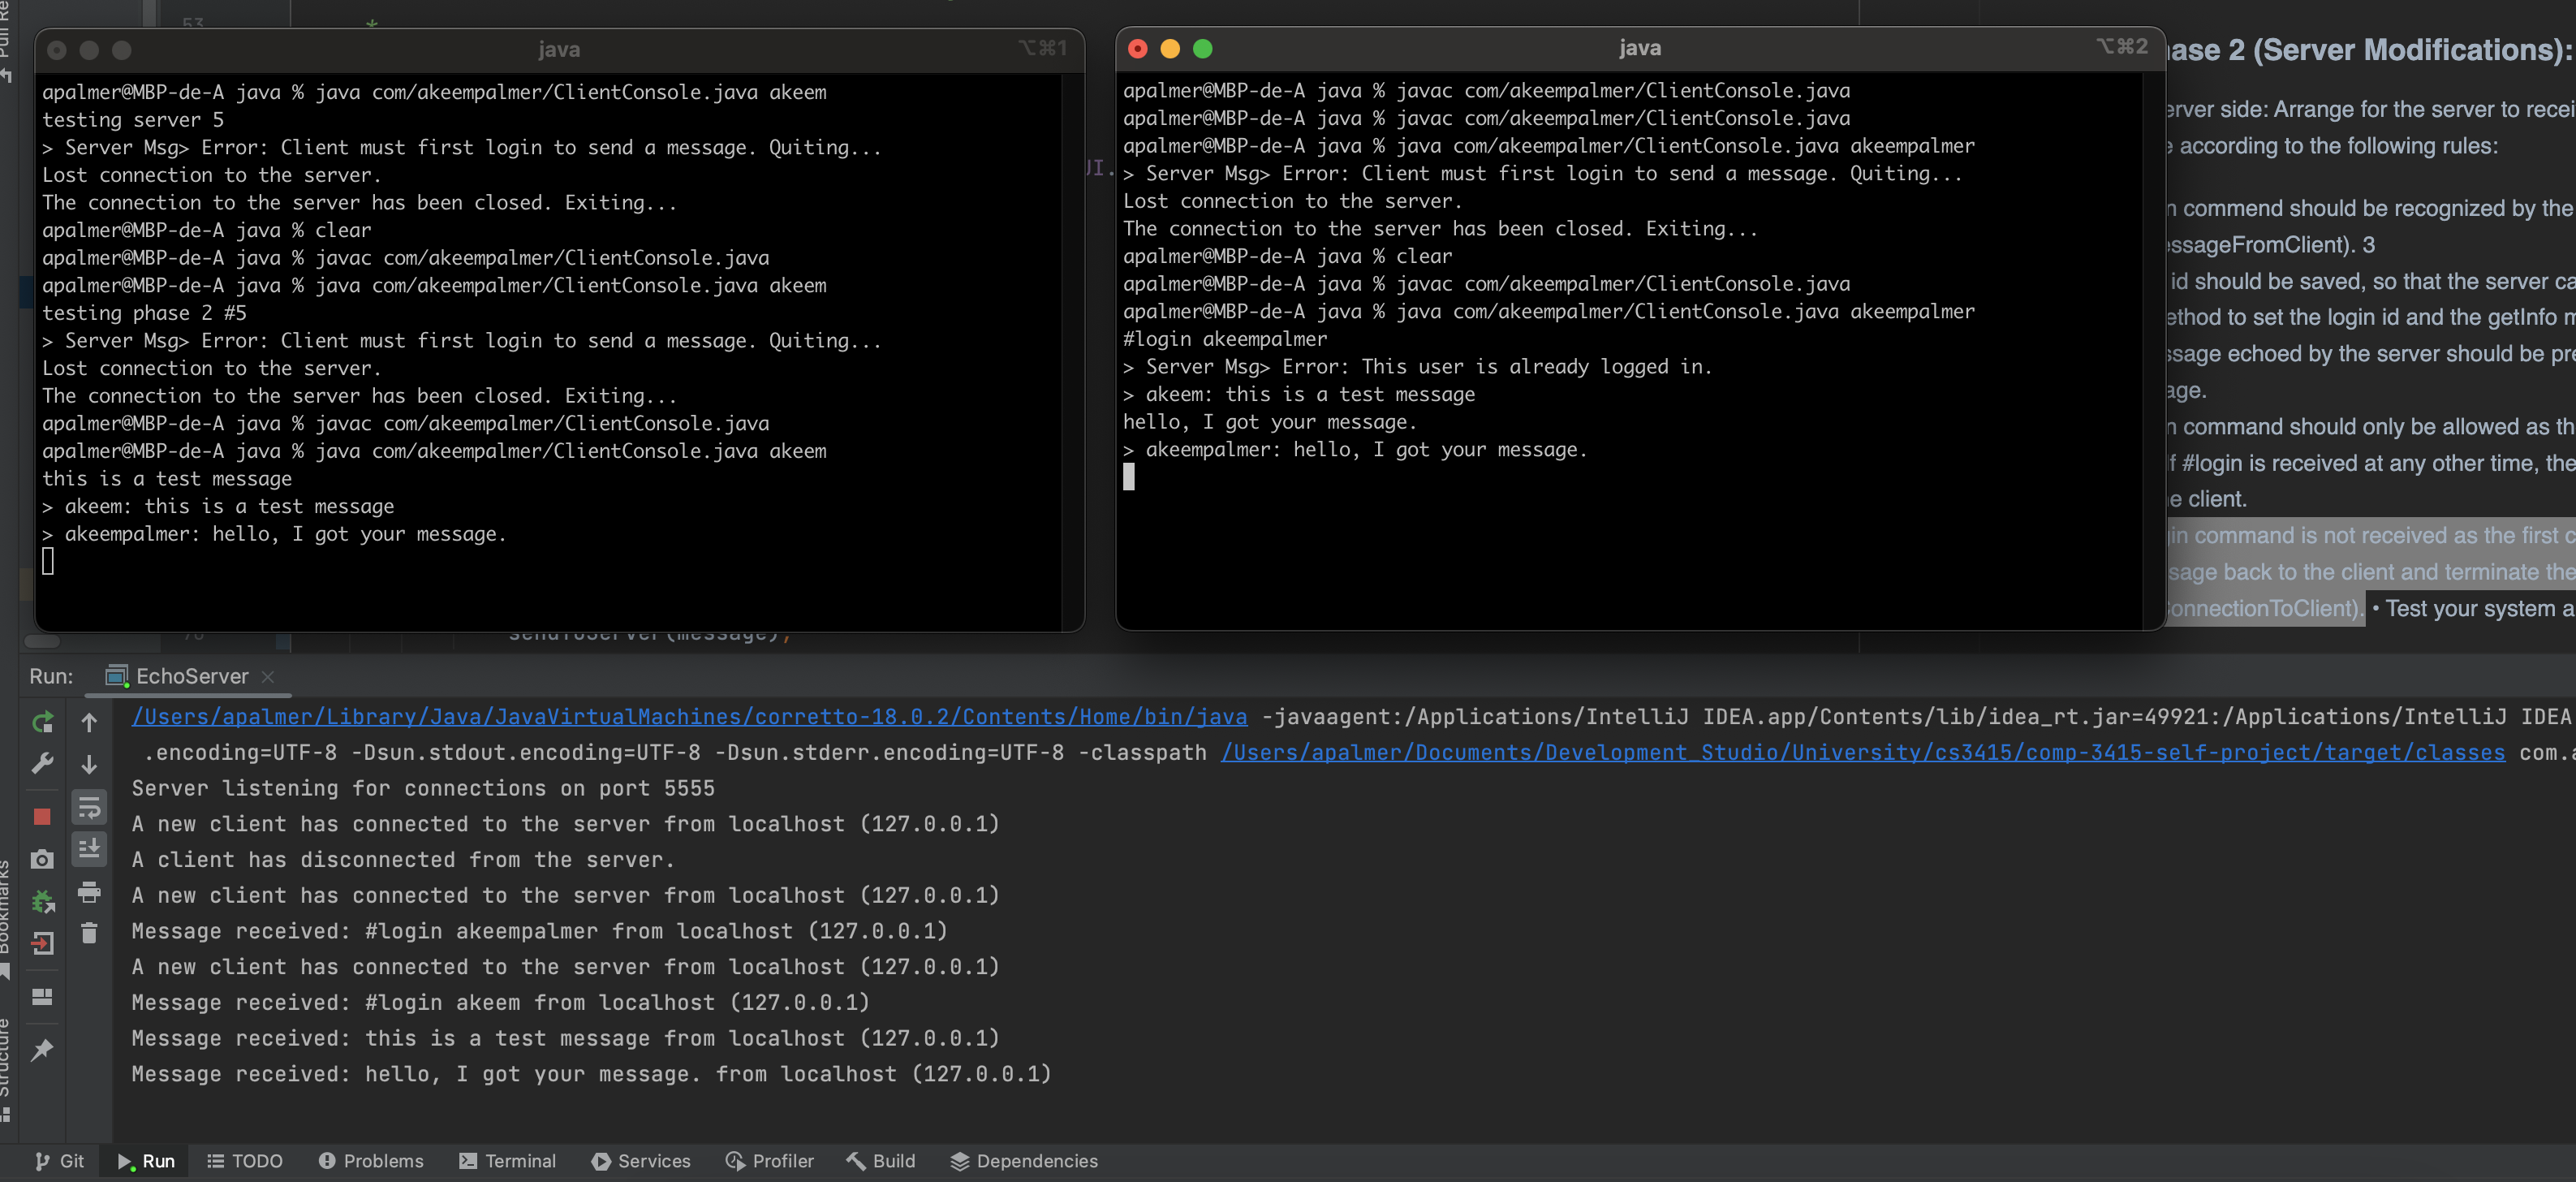 53
*
java
⌥⌘1
apalmer@MBP-de-A java % java com/akeempalmer/ClientConsole.java akeem
testing server 5
> Server Msg> Error: Client must first login to send a message. Quiting...
Lost connection to the server.
The connection to the server has been closed. Exiting...
apalmer@MBP-de-A java % clear
apalmer@MBP-de-A java % javac com/akeempalmer/ClientConsole.java
apalmer@MBP-de-A java % java com/akeempalmer/ClientConsole.java akeem
testing phase 2 #5
> Server Msg> Error: Client must first login to send a message. Quiting...
Lost connection to the server.
The connection to the server has been closed. Exiting...
apalmer@MBP-de-A java % javac com/akeempalmer/ClientConsole.java
apalmer@MBP-de-A java % java com/akeempalmer/ClientConsole.java akeem
this is a test message
> akeem: this is a test message
> akeempalmer: hello, I got your message.
UI.
java
⌥⌘2
apalmer@MBP-de-A java % javac com/akeempalmer/ClientConsole.java
apalmer@MBP-de-A java % javac com/akeempalmer/ClientConsole.java
apalmer@MBP-de-A java % java com/akeempalmer/ClientConsole.java akeempalmer
> Server Msg> Error: Client must first login to send a message. Quiting...
Lost connection to the server.
The connection to the server has been closed. Exiting...
apalmer@MBP-de-A java % clear
apalmer@MBP-de-A java % javac com/akeempalmer/ClientConsole.java
apalmer@MBP-de-A java % java com/akeempalmer/ClientConsole.java akeempalmer
#login akeempalmer
> Server Msg> Error: This user is already logged in.
> akeem: this is a test message
hello, I got your message.
> akeempalmer: hello, I got your message.
ase 2 (Server Modifications):
erver side: Arrange for the server to recei
e according to the following rules:
n commend should be recognized by the
essageFromClient). 3
id should be saved, so that the server ca
ethod to set the login id and the getInfo m
ssage echoed by the server should be pre
age.
n command should only be allowed as th
If #login is received at any other time, the
e client.
gin command is not received as the first c
sage back to the client and terminate the
ConnectionToClient). • Test your system a
sendToServer(message);
Run: EchoServer
/Users/apalmer/Library/Java/JavaVirtualMachines/corretto-18.0.2/Contents/Home/bin/java -javaagent:/Applications/IntelliJ IDEA.app/Contents/lib/idea_rt.jar=49921:/Applications/IntelliJ IDEA
.encoding=UTF-8 -Dsun.stdout.encoding=UTF-8 -Dsun.stderr.encoding=UTF-8 -classpath /Users/apalmer/Documents/Development_Studio/University/cs3415/comp-3415-self-project/target/classes com.a
Server listening for connections on port 5555
A new client has connected to the server from localhost (127.0.0.1)
A client has disconnected from the server.
A new client has connected to the server from localhost (127.0.0.1)
Message received: #login akeempalmer from localhost (127.0.0.1)
A new client has connected to the server from localhost (127.0.0.1)
Message received: #login akeem from localhost (127.0.0.1)
Message received: this is a test message from localhost (127.0.0.1)
Message received: hello, I got your message. from localhost (127.0.0.1)
Pull Re
Bookmarks
Structure
Git
Run
TODO
Problems
Terminal
Services
Profiler
Build
Dependencies